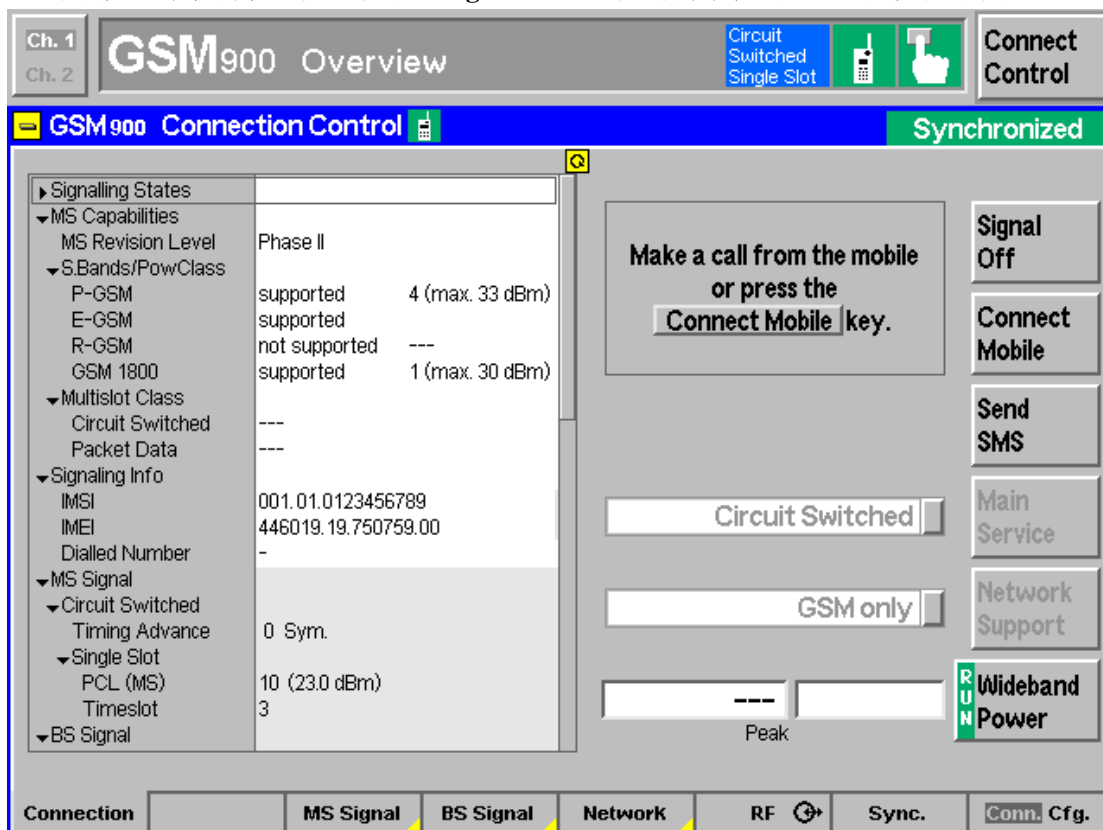 Ch. 1
Ch. 2
GSM900 Overview
Circuit
Switched
Single Slot
Connect
Control
GSM 900 Connection Control
Synchronized
Signalling States
MS Capabilities
MS Revision Level Phase II
S.Bands/PowClass
P-GSM supported 4 (max. 33 dBm)
E-GSM supported
R-GSM not supported ---
GSM 1800 supported 1 (max. 30 dBm)
Multislot Class
Circuit Switched ---
Packet Data ---
Signaling Info
IMSI 001.01.0123456789
IMEI 446019.19.750759.00
Dialled Number -
MS Signal
Circuit Switched
Timing Advance 0 Sym.
Single Slot
PCL (MS) 10 (23.0 dBm)
Timeslot 3
BS Signal
Make a call from the mobile
or press the
Connect Mobile key.
Circuit Switched
GSM only
---
Peak
Signal
Off
Connect
Mobile
Send
SMS
Main
Service
Network
Support
RUN
Wideband
Power
Connection MS Signal BS Signal Network RF Sync. Conn. Cfg.